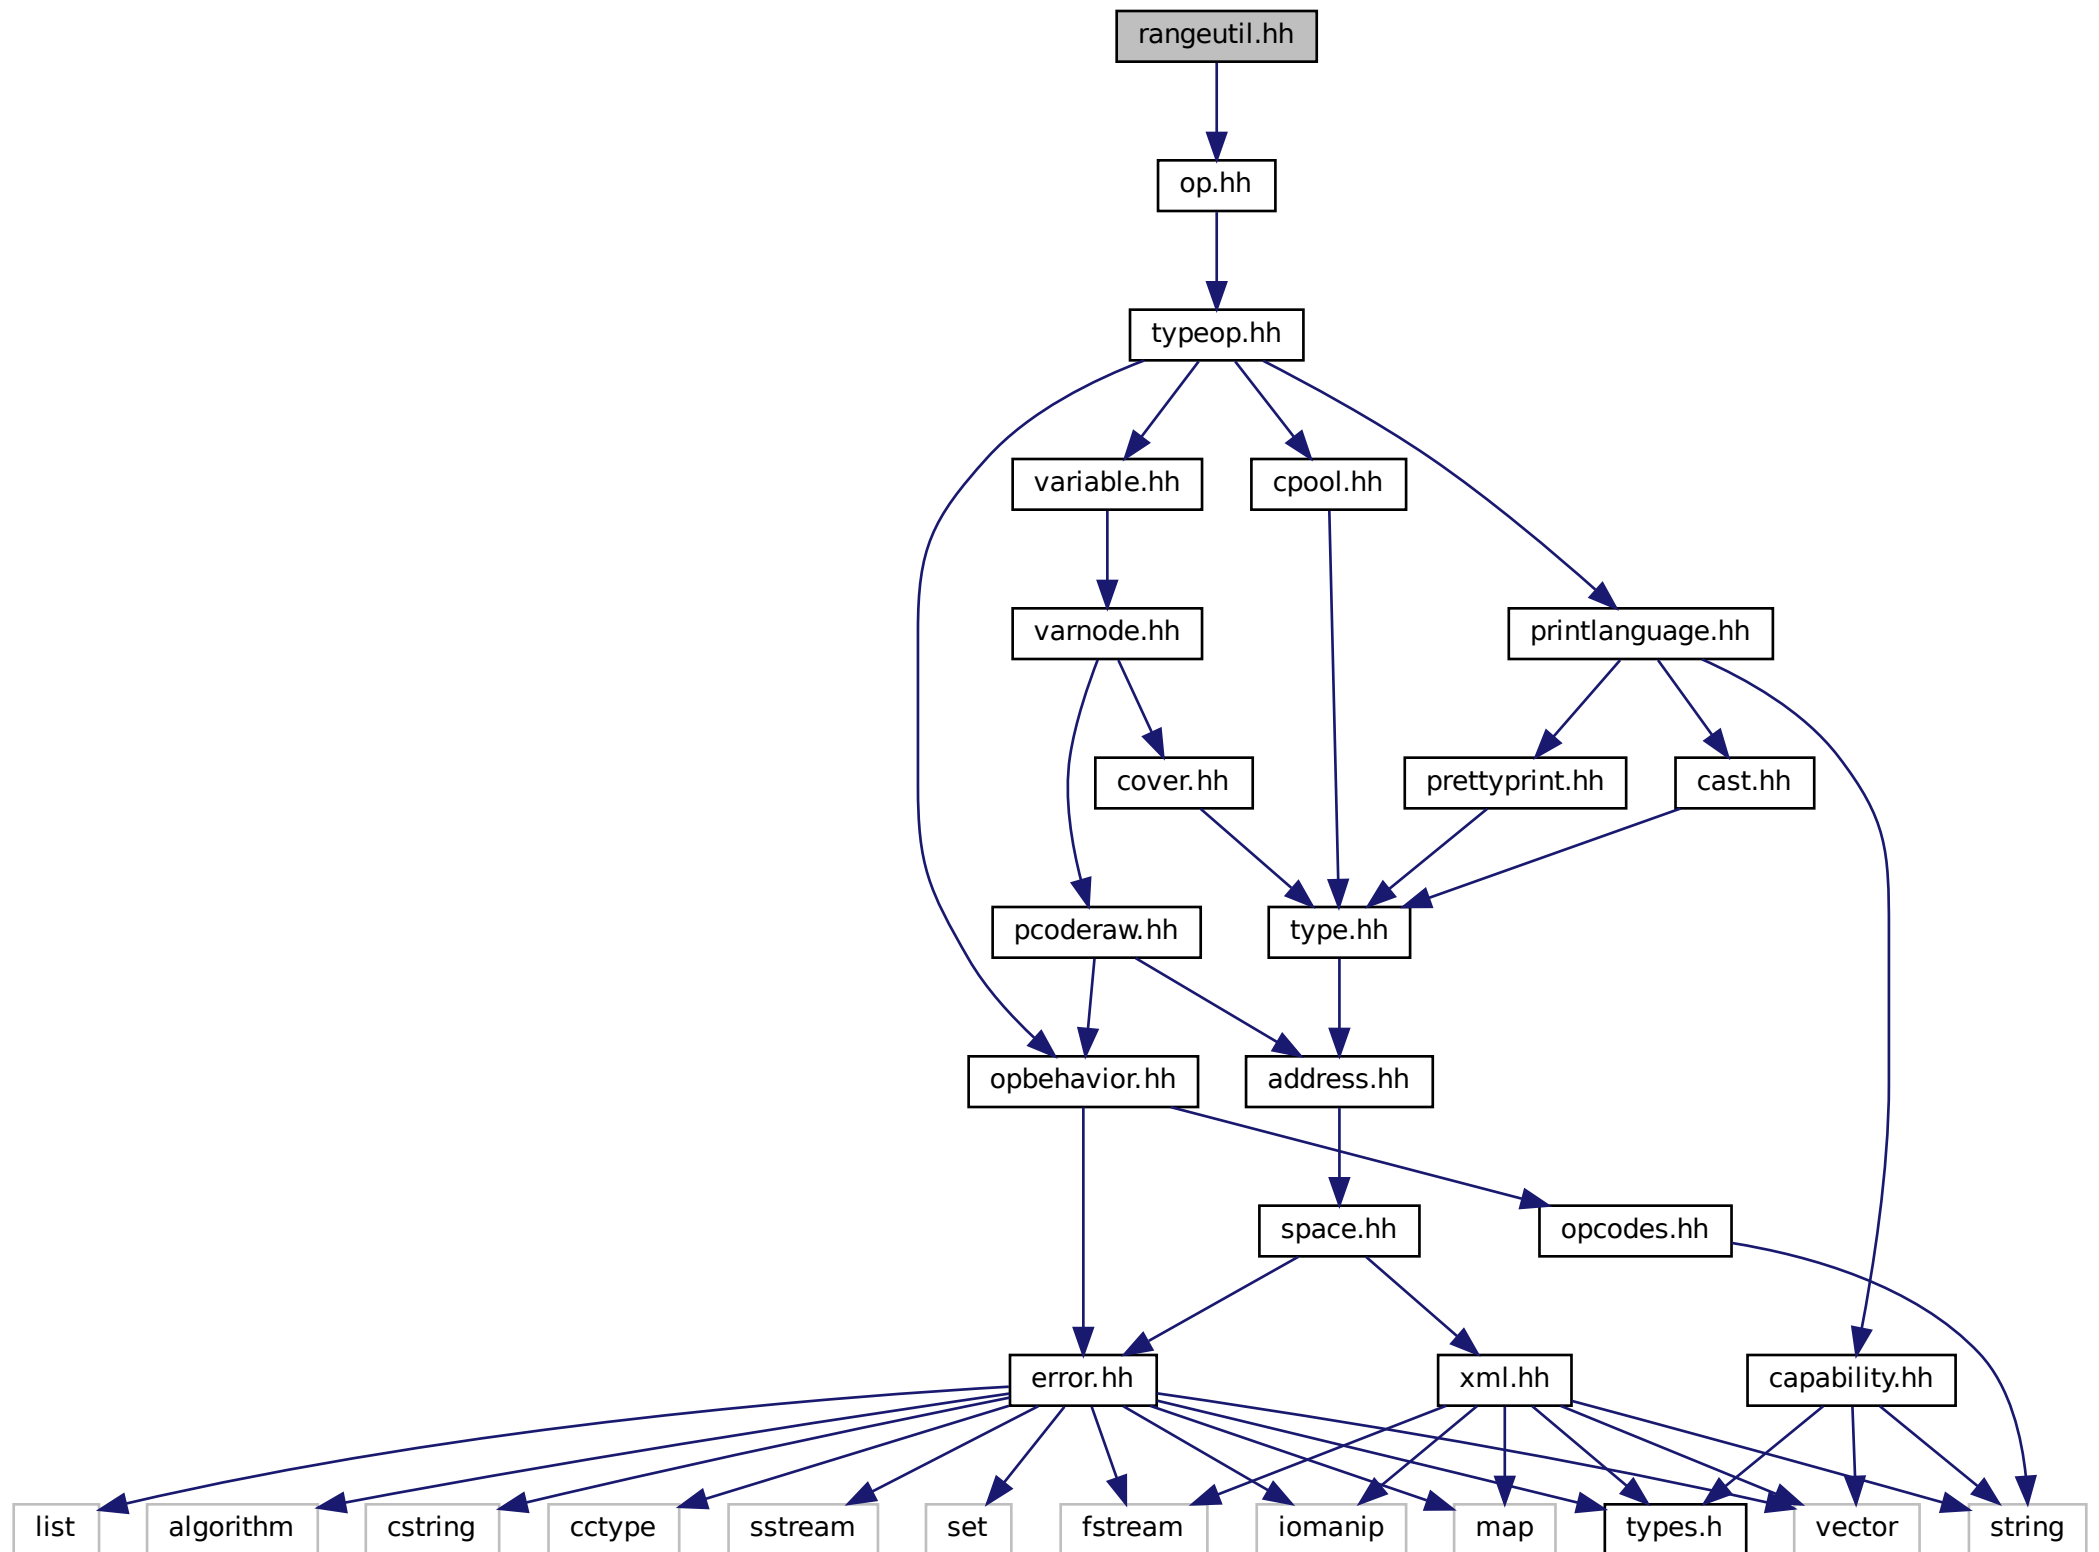 rangeutil.hh
op.hh
typeop.hh
variable.hh
cpool.hh
varnode.hh
printlanguage.hh
cover.hh
prettyprint.hh
cast.hh
pcoderaw.hh
type.hh
opbehavior.hh
address.hh
space.hh
opcodes.hh
error.hh
xml.hh
capability.hh
list
algorithm
cstring
cctype
sstream
set
fstream
iomanip
map
types.h
vector
string